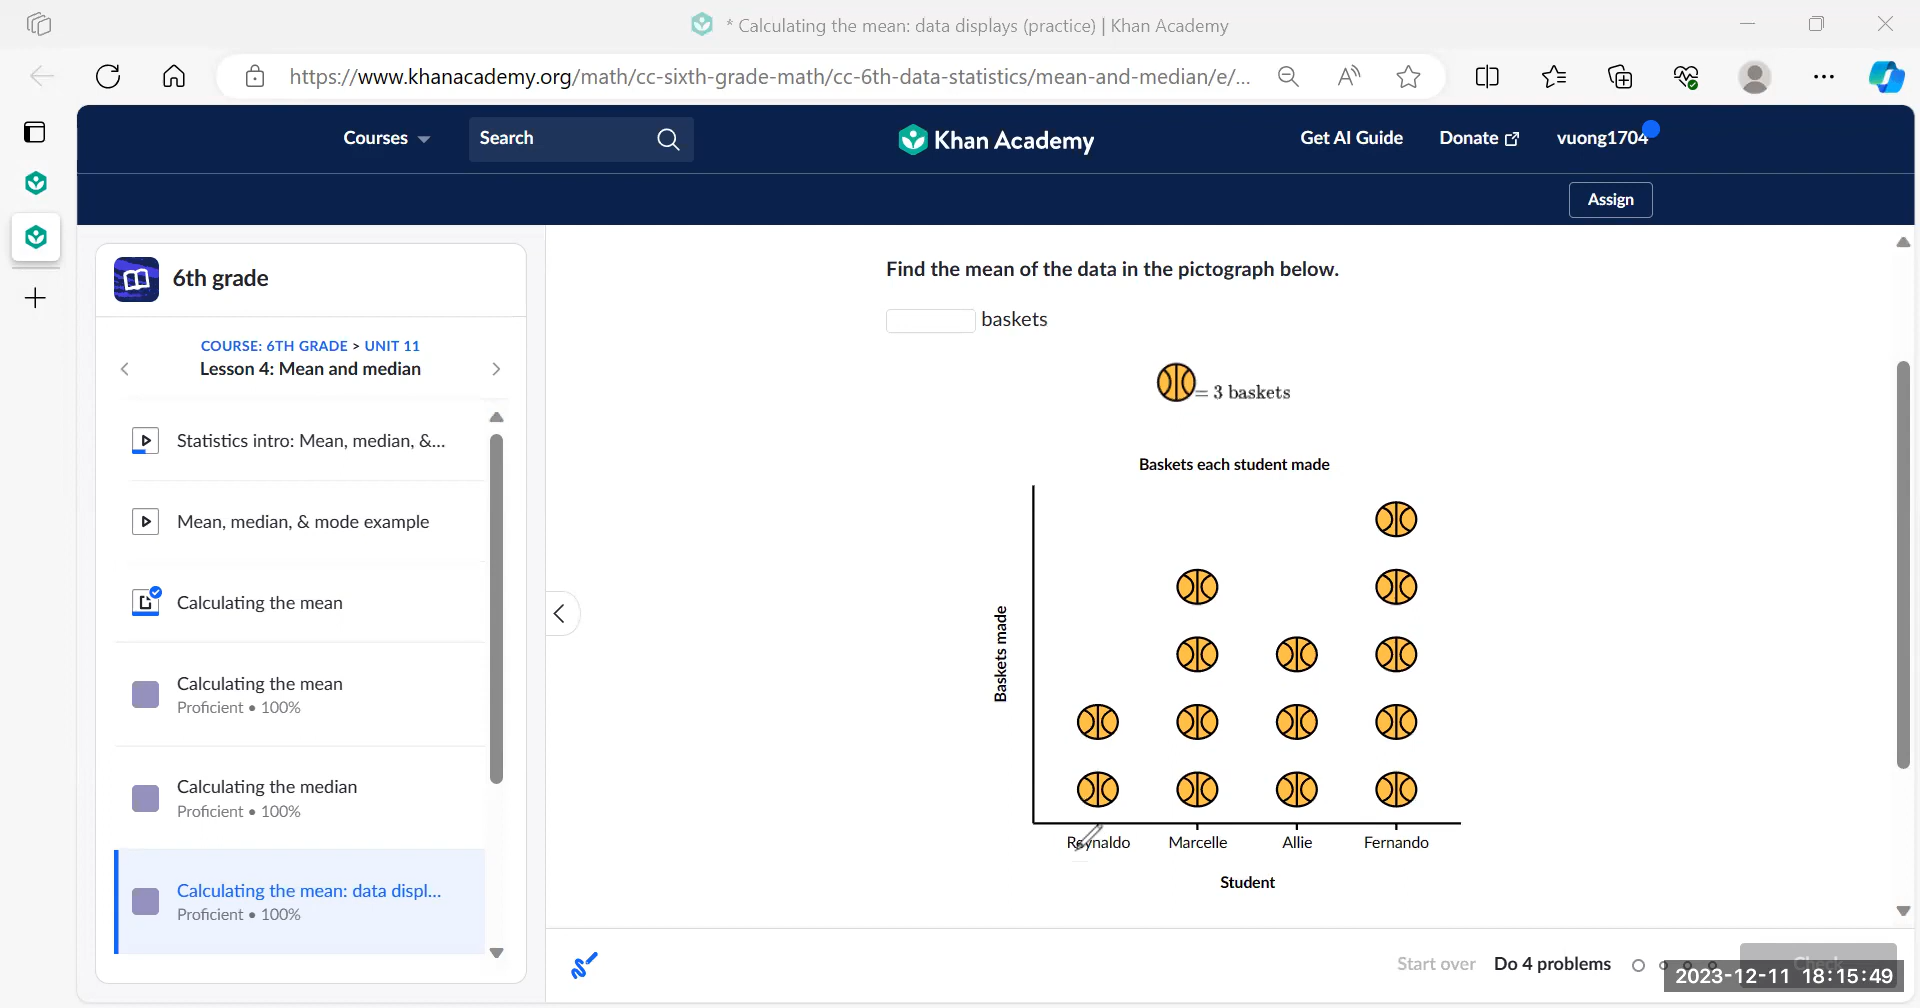 * Calculating the mean: data displays (practice) | Khan Academy
https://www.khanacademy.org/math/cc-sixth-grade-math/cc-6th-data-statistics/mean-and-median/e/...
Courses
Search
Khan Academy
Get AI Guide
Donate
vuong1704
Assign
6th grade
COURSE: 6TH GRADE > UNIT 11
Lesson 4: Mean and median
Statistics intro: Mean, median, &...
Mean, median, & mode example
Calculating the mean
Calculating the mean
Proficient • 100%
Calculating the median
Proficient • 100%
Calculating the mean: data displ...
Proficient • 100%
Find the mean of the data in the pictograph below.
baskets
= 3 baskets
Baskets each student made
Baskets made
Reynaldo Marcelle Allie Fernando
Student
Start over
Do 4 problems
Check
2023-12-11 18:15:49